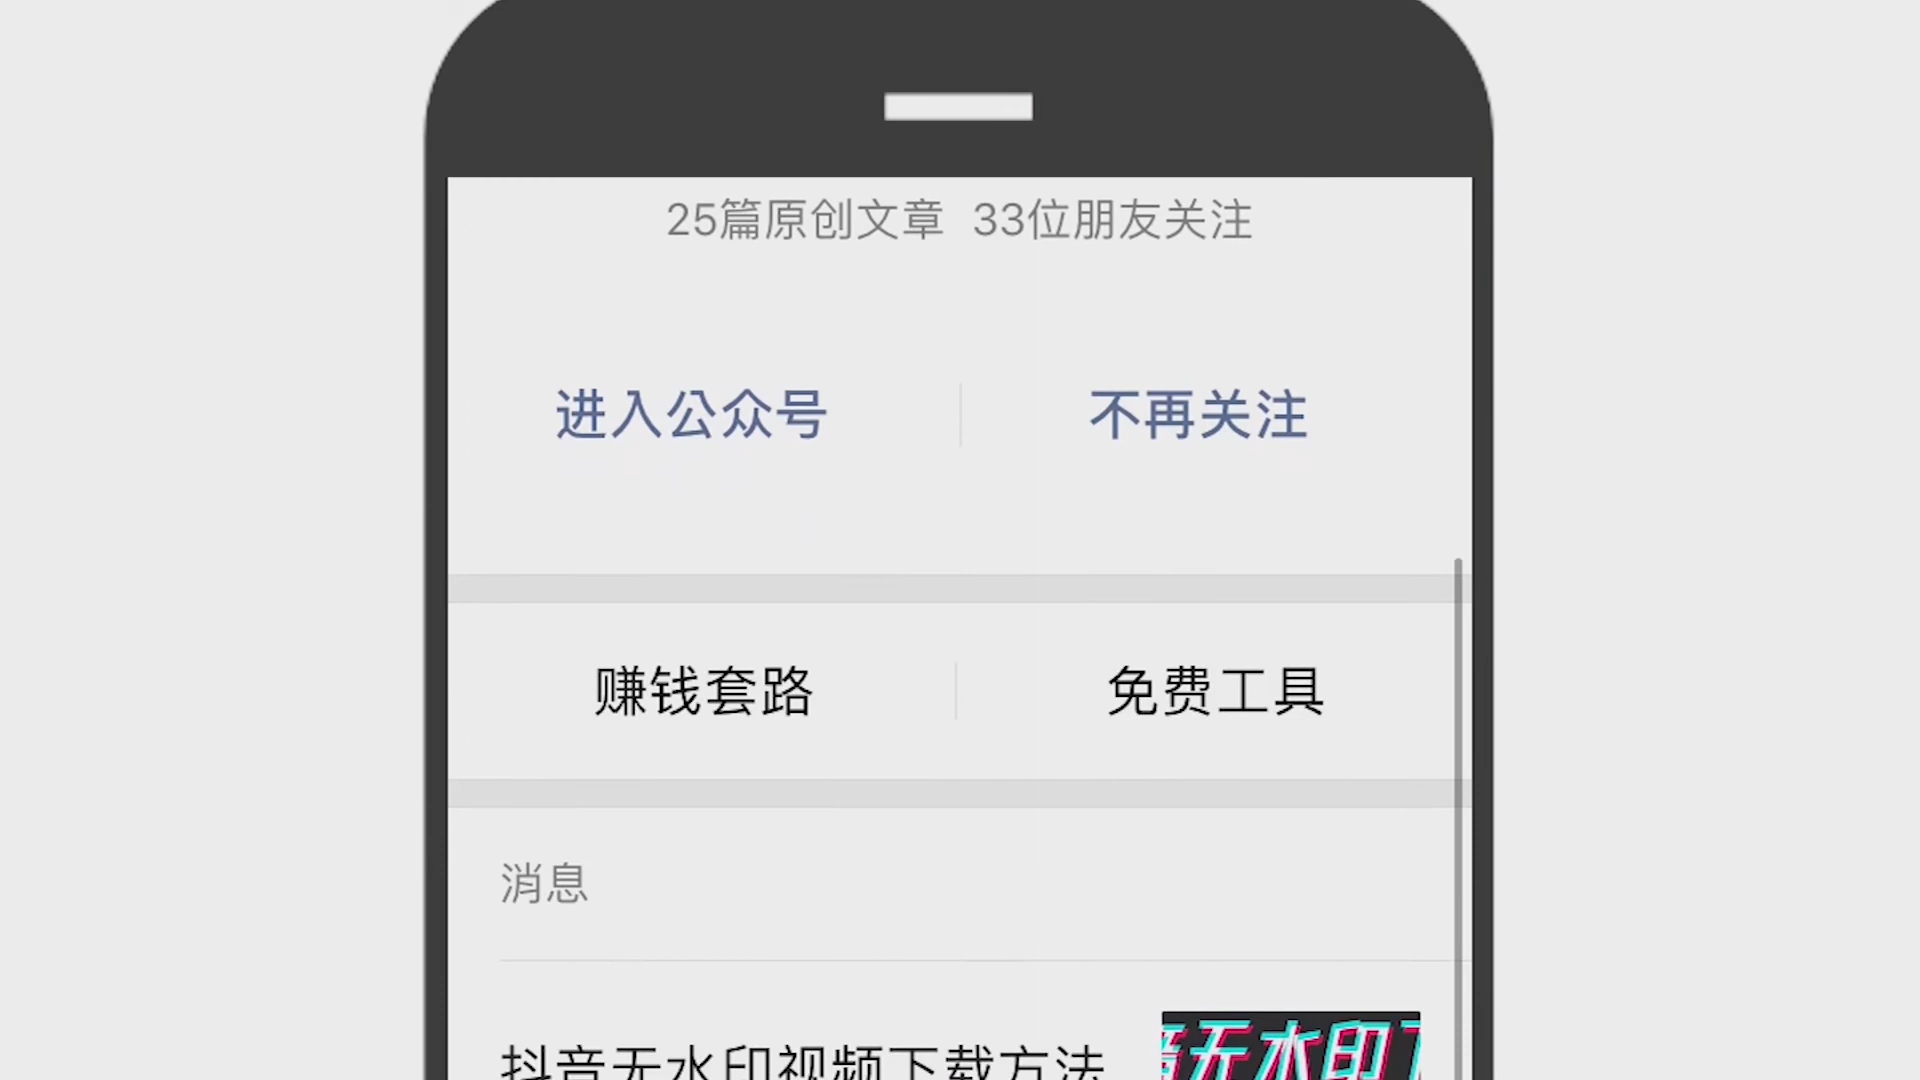 25篇原创文章 33位朋友关注
进入公众号 不再关注
赚钱套路 免费工具
消息
抖音无水印视频下载方法
音无水印下